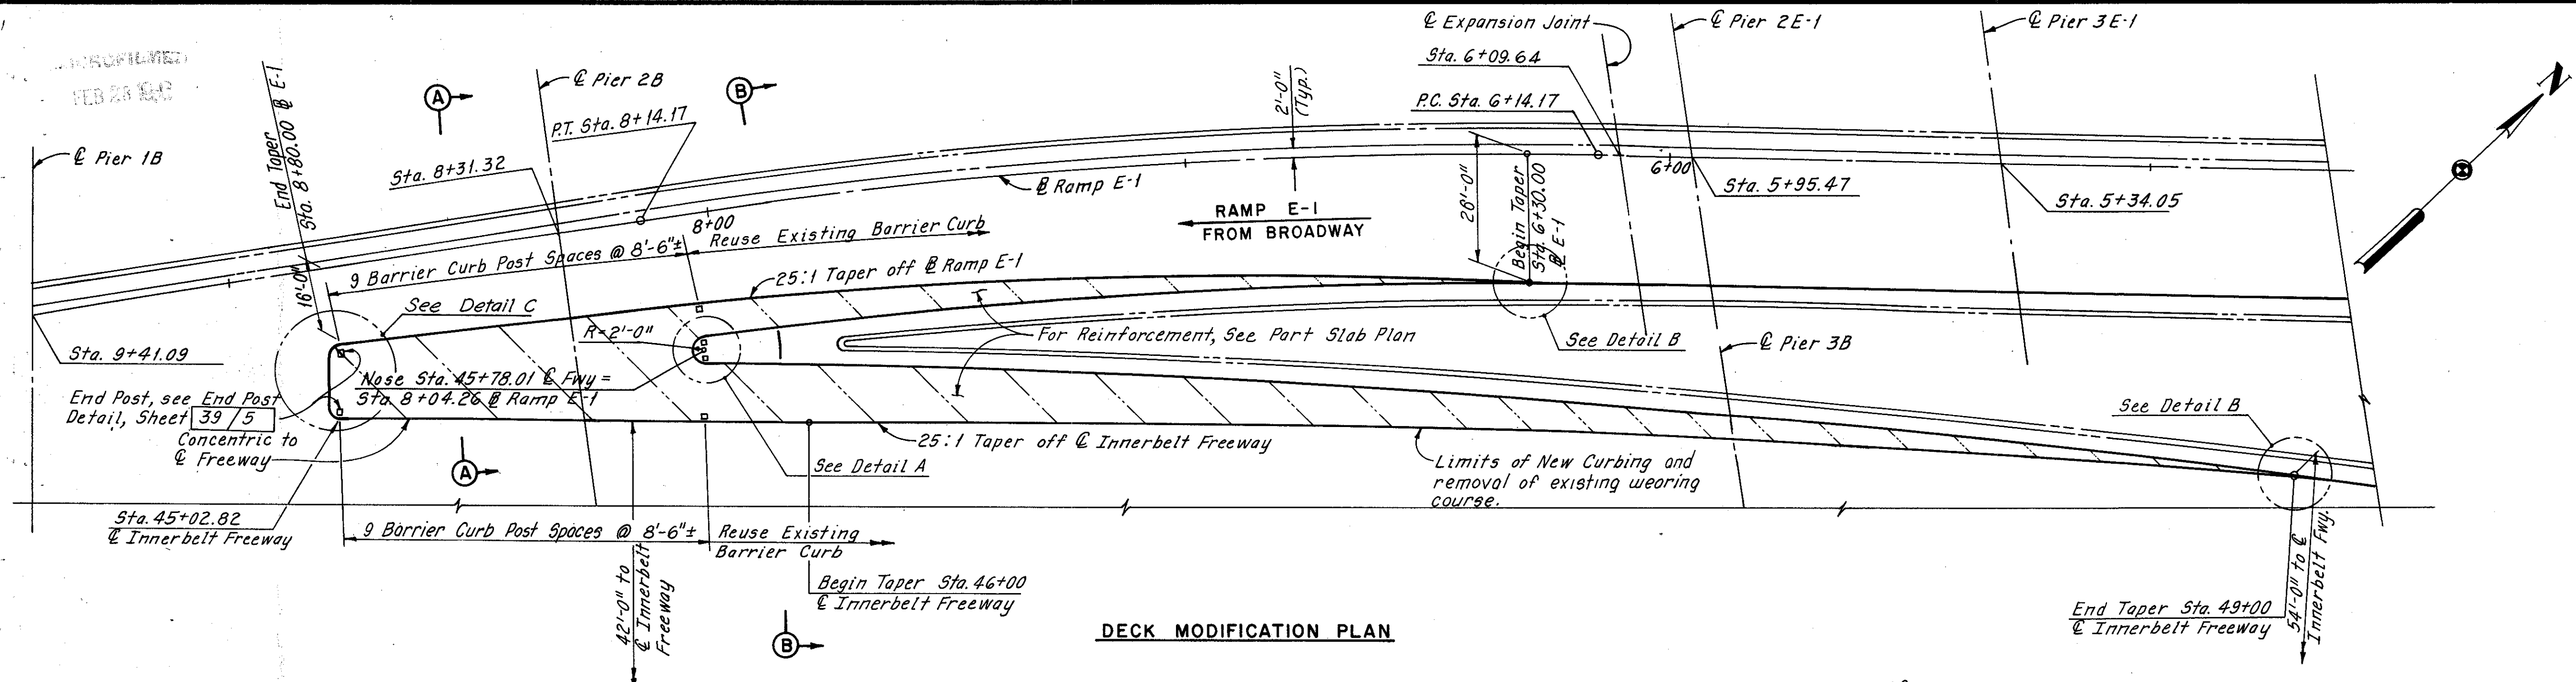 MICROFILMED
FEB 28
℄ Pier 1B
End Taper
Sta. 8+80.00 ⅊ E-1
A
℄ Pier 2B
B
P.T. Sta. 8+14.17
Sta. 8+31.32
2'-0"
(Typ.)
℄ Expansion Joint
Sta. 6+09.64
P.C. Sta. 6+14.17
℄ Pier 2E-1
℄ Pier 3E-1
N
6+00
Sta. 5+95.47
Sta. 5+34.05
⅊ Ramp E-1
RAMP E-1
FROM BROADWAY
28'-0"
Begin Taper
Sta. 6+30.00
⅊ E-1
8+00
9 Barrier Curb Post Spaces @ 8'-6"±
Reuse Existing Barrier Curb
16'-0"
25:1 Taper off ⅊ Ramp E-1
See Detail C
R=2'-0"
For Reinforcement, See Part Slab Plan
See Detail B
℄ Pier 3B
Sta. 9+41.09
Nose Sta. 45+78.01 ℄ Fwy =
Sta 8+04.26 ⅊ Ramp E-1
End Post, see End Post
Detail, Sheet 39/5
Concentric to
℄ Freeway
A
25:1 Taper off ℄ Innerbelt Freeway
See Detail A
Limits of New Curbing and
removal of existing wearing
course.
See Detail B
Sta. 45+02.82
℄ Innerbelt Freeway
9 Barrier Curb Post Spaces @ 8'-6"±
Reuse Existing
Barrier Curb
42'-0" to
℄ Innerbelt
Freeway
Begin Taper Sta. 46+00
℄ Innerbelt Freeway
B
DECK MODIFICATION PLAN
End Taper Sta. 49+00
℄ Innerbelt Freeway
54'-0" to ℄
Innerbelt Fwy.